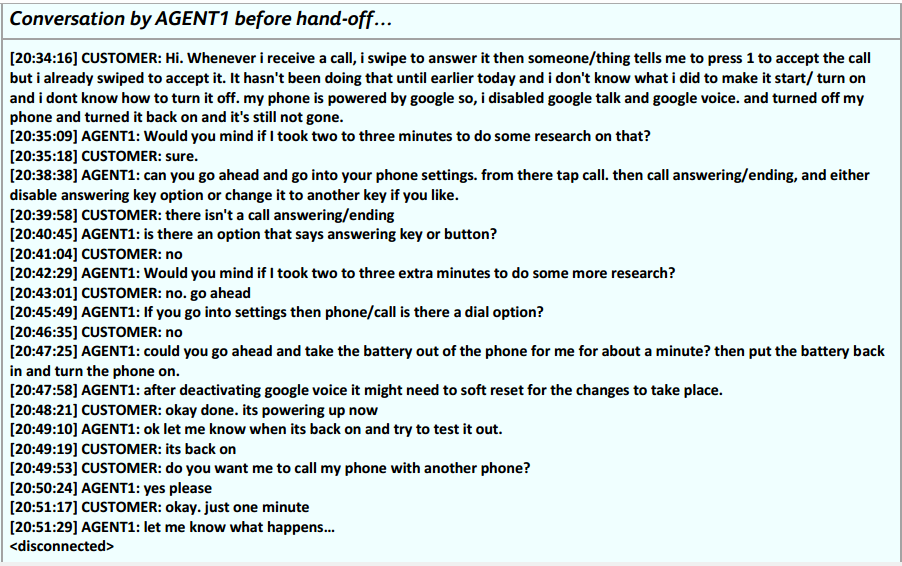 Conversation by AGENT1 before hand-off...
[20:34:16] CUSTOMER: Hi. Whenever i receive a call, i swipe to answer it then someone/thing tells me to press 1 to accept the call
but i already swiped to accept it. It hasn't been doing that until earlier today and i don't know what i did to make it start/ turn on
and i dont know how to turn it off. my phone is powered by google so, i disabled google talk and google voice. and turned off my
phone and turned it back on and it's still not gone.
[20:35:09] AGENT1: Would you mind if I took two to three minutes to do some research on that?
[20:35:18] CUSTOMER: sure.
[20:38:38] AGENT1: can you go ahead and go into your phone settings. from there tap call. then call answering/ending, and either
disable answering key option or change it to another key if you like.
[20:39:58] CUSTOMER: there isn't a call answering/ending
[20:40:45] AGENT1: is there an option that says answering key or button?
[20:41:04] CUSTOMER: no
[20:42:29] AGENT1: Would you mind if I took two to three extra minutes to do some more research?
[20:43:01] CUSTOMER: no. go ahead
[20:45:49] AGENT1: If you go into settings then phone/call is there a dial option?
[20:46:35] CUSTOMER: no
[20:47:25] AGENT1: could you go ahead and take the battery out of the phone for me for about a minute? then put the battery back
in and turn the phone on.
[20:47:58] AGENT1: after deactivating google voice it might need to soft reset for the changes to take place.
[20:48:21] CUSTOMER: okay done. its powering up now
[20:49:10] AGENT1: ok let me know when its back on and try to test it out.
[20:49:19] CUSTOMER: its back on
[20:49:53] CUSTOMER: do you want me to call my phone with another phone?
[20:50:24] AGENT1: yes please
[20:51:17] CUSTOMER: okay. just one minute
[20:51:29] AGENT1: let me know what happens...
<disconnected>